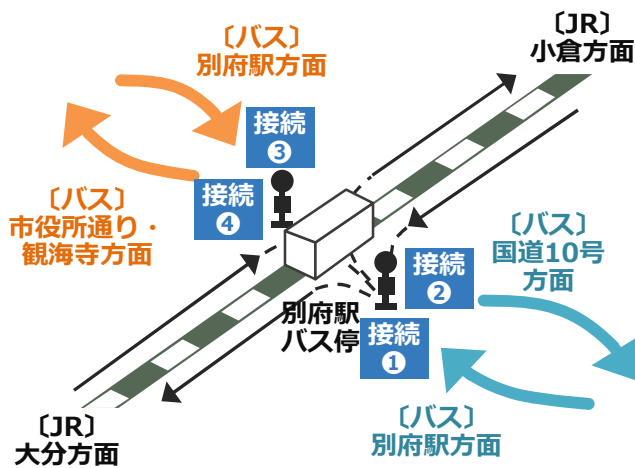 〔バス〕
別府駅方面
〔JR〕
小倉方面
接続
❸
接続
❹
〔バス〕
市役所通り・
観海寺方面
〔バス〕
国道10号
方面
接続
❷
別府駅
バス停
接続
❶
〔バス〕
別府駅方面
〔JR〕
大分方面